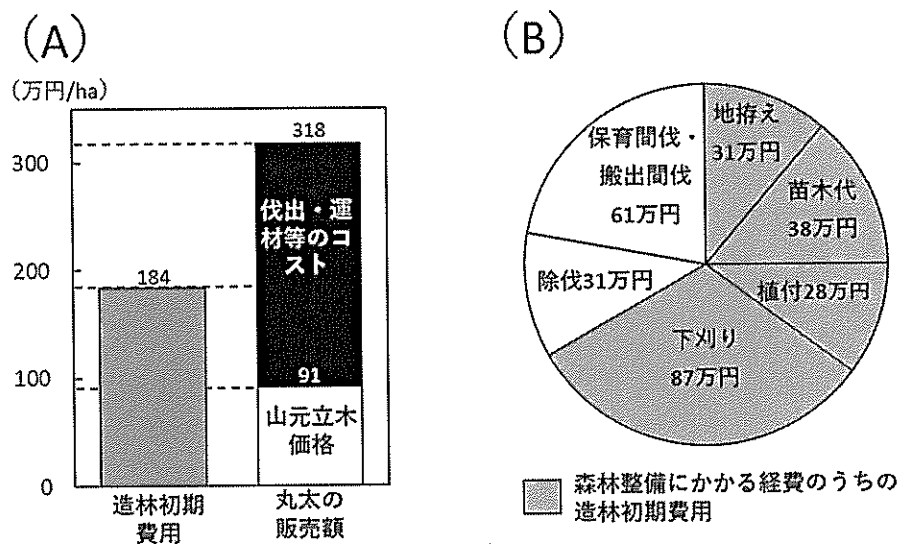 (A)
(万円/ha)
300
200
100
0
184
318
伐出・運
材等のコ
スト
91
山元立木
価格
造林初期
費用
丸太の
販売額
(B)
地拵え
31万円
苗木代
38万円
植付28万円
下刈り
87万円
除伐31万円
保育間伐・
搬出間伐
61万円
森林整備にかかる経費のうちの
造林初期費用